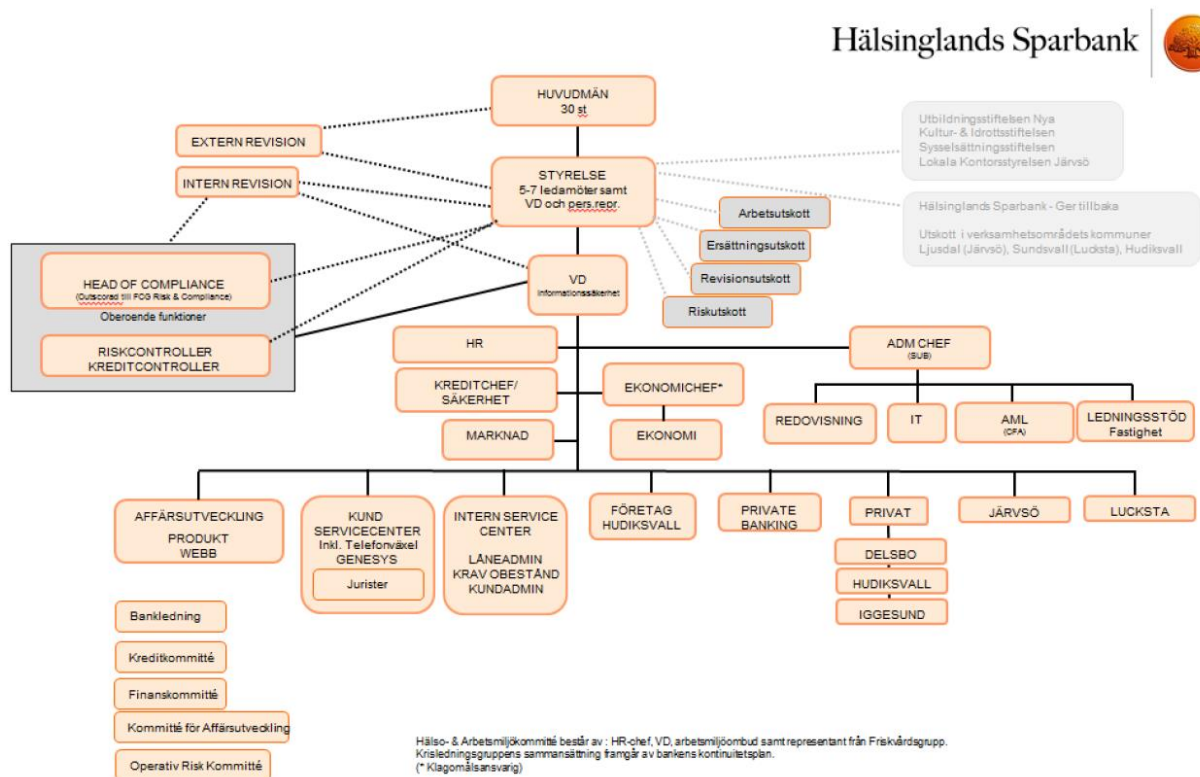 Hälsinglands Sparbank
HUVUDMÄN
30 st
EXTERN REVISION
INTERN REVISION
STYRELSE
5-7 ledamöter samt
VD och pers.repr.
Utbildningsstiftelsen Nya
Kultur- & Idrottsstiftelsen
Sysselsättningsstiftelsen
Lokala Kontorsstyrelsen Järvsö
Hälsinglands Sparbank - Ger tillbaka
Utskott i verksamhetsområdets kommuner
Ljusdal (Järvsö), Sundsvall (Lucksta), Hudiksvall
Arbetsutskott
Ersättningsutskott
Revisionsutskott
Riskutskott
HEAD OF COMPLIANCE
(Outscorad till FCG Risk & Compliance)
Oberoende funktioner
RISKCONTROLLER
KREDITCONTROLLER
VD
Informationssäkerhet
HR
ADM CHEF
(SUB)
KREDITCHEF/
SÄKERHET
EKONOMICHEF*
MARKNAD
EKONOMI
REDOVISNING
IT
AML
(CFA)
LEDNINGSSTÖD
Fastighet
AFFÄRSUTVECKLING
PRODUKT
WEBB
KUND
SERVICECENTER
Inkl. Telefonväxel
GENESYS
Jurister
INTERN SERVICE
CENTER
LÅNEADMIN
KRAV OBESTÅND
KUNDADMIN
FÖRETAG
HUDIKSVALL
PRIVATE
BANKING
PRIVAT
DELSBO
HUDIKSVALL
IGGESUND
JÄRVSÖ
LUCKSTA
Bankledning
Kreditkommitté
Finanskommitté
Kommitté för Affärsutveckling
Operativ Risk Kommitté
Hälso- & Arbetsmiljökommitté består av : HR-chef, VD, arbetsmiljöombud samt representant från Friskvårdsgrupp.
Krisledningsgruppens sammansättning framgår av bankens kontinuitetsplan.
(* Klagomålsansvarig)